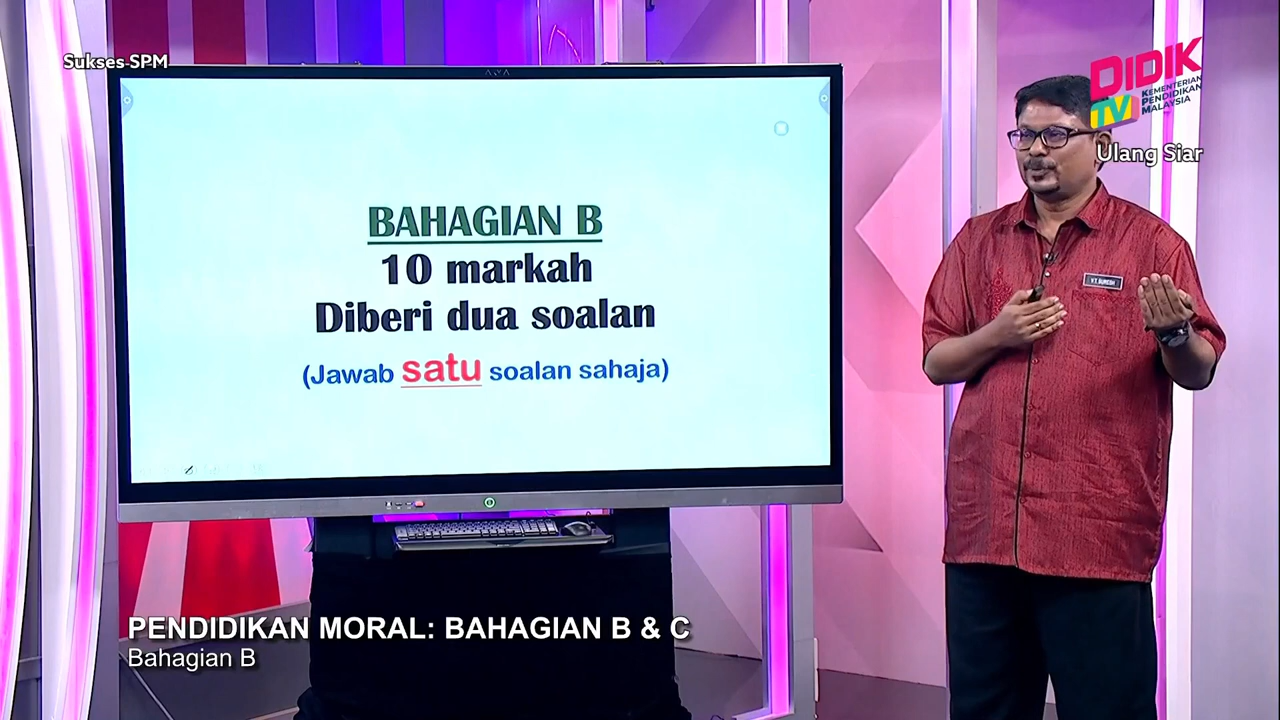 Sukses SPM
DIDIK
TV
KEMENTERIAN
PENDIDIKAN
MALAYSIA
Ulang Siar
BAHAGIAN B
10 markah
Diberi dua soalan
(Jawab satu soalan sahaja)
V.T.SURESH
PENDIDIKAN MORAL: BAHAGIAN B & C
Bahagian B